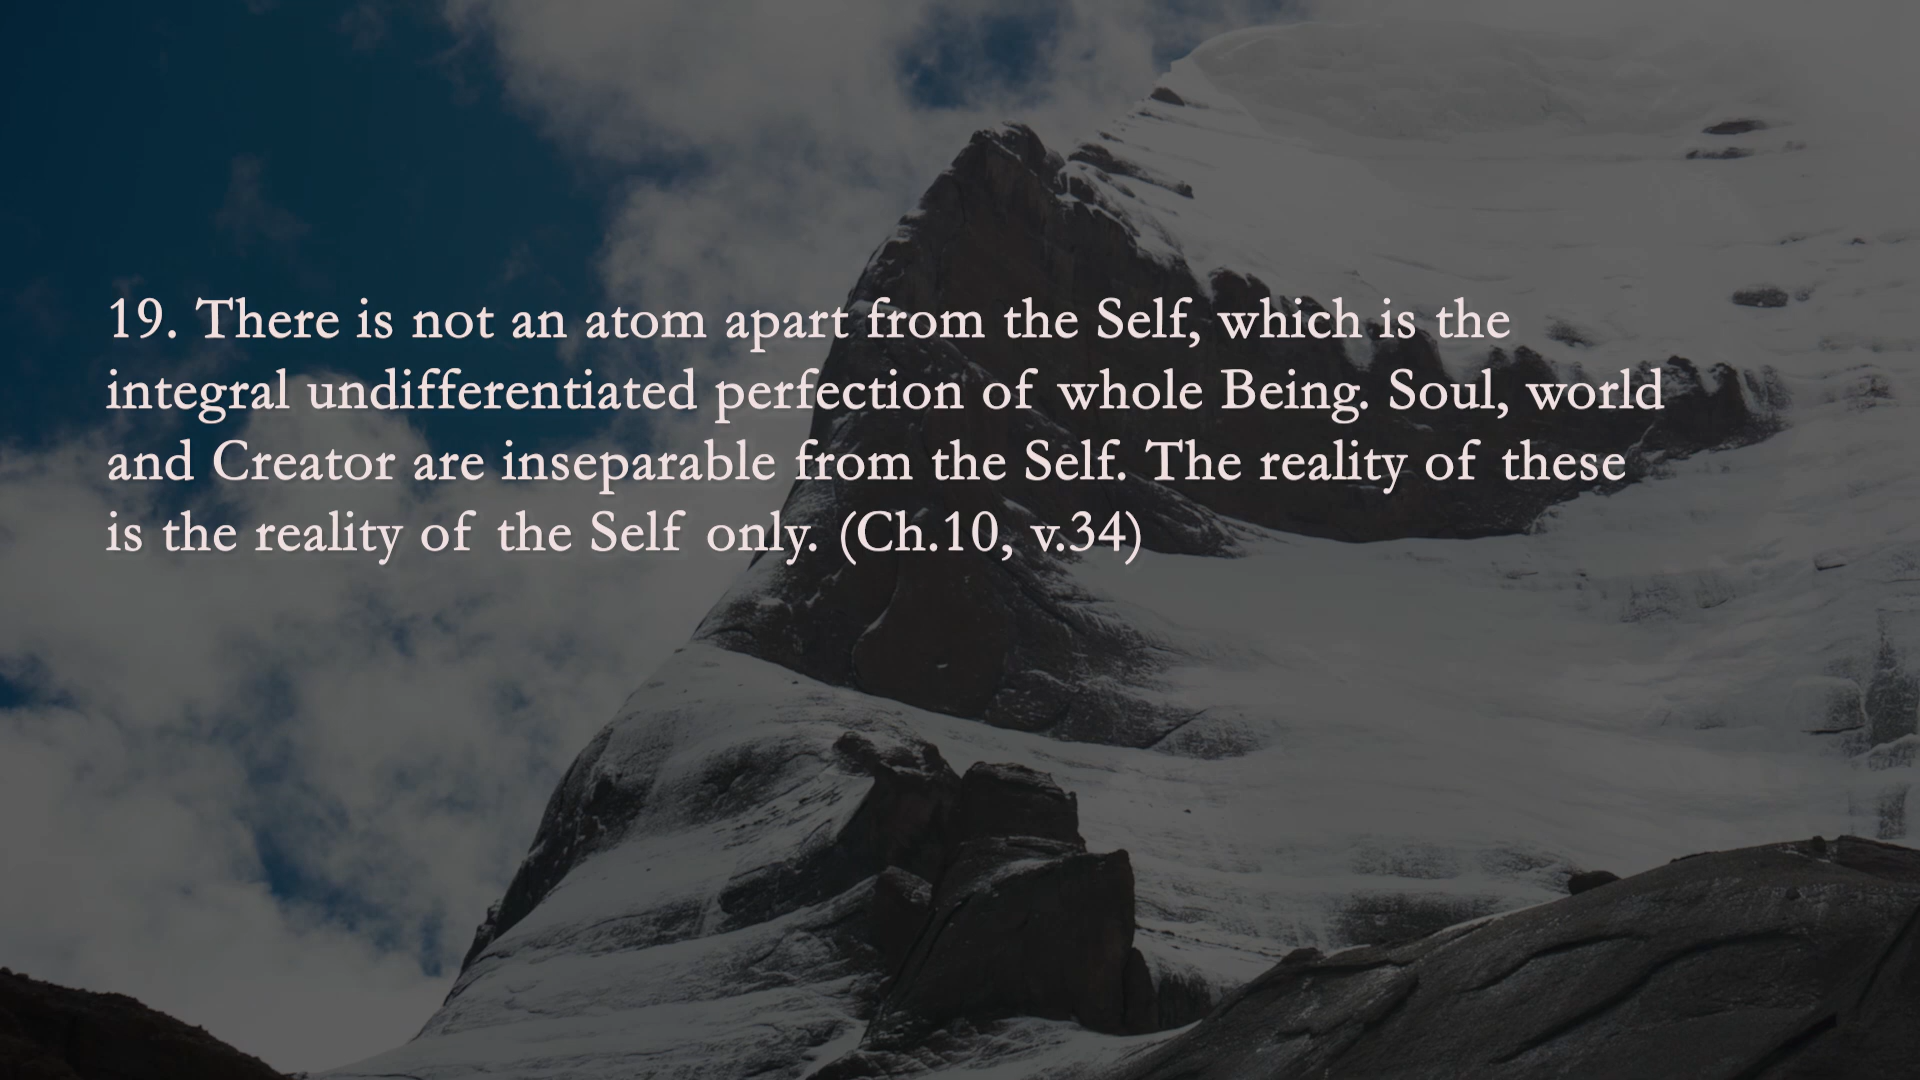 19. There is not an atom apart from the Self, which is the
integral undifferentiated perfection of whole Being. Soul, world
and Creator are inseparable from the Self. The reality of these
is the reality of the Self only. (Ch.10, v.34)